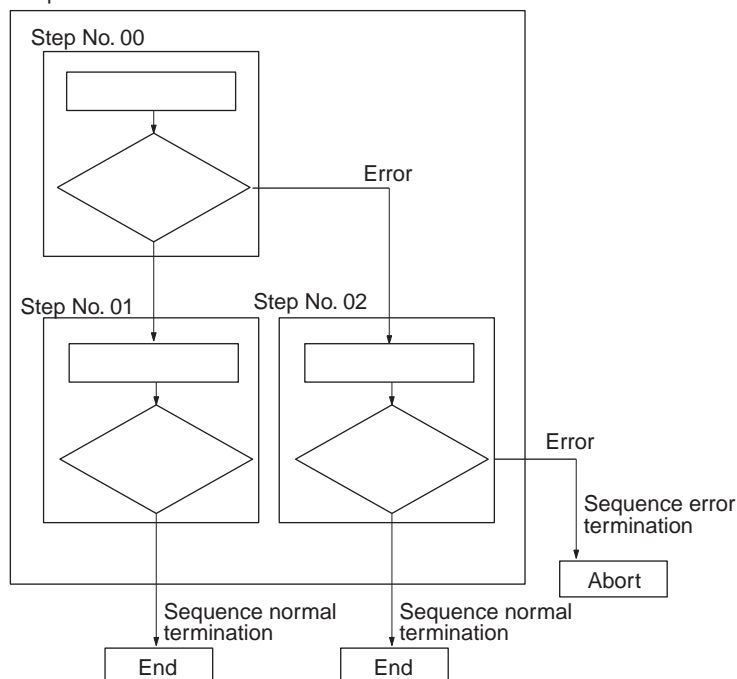 Step No. 00
Error
Step No. 01
Step No. 02
Error
Sequence error
termination
Abort
Sequence normal
termination
Sequence normal
termination
End
End